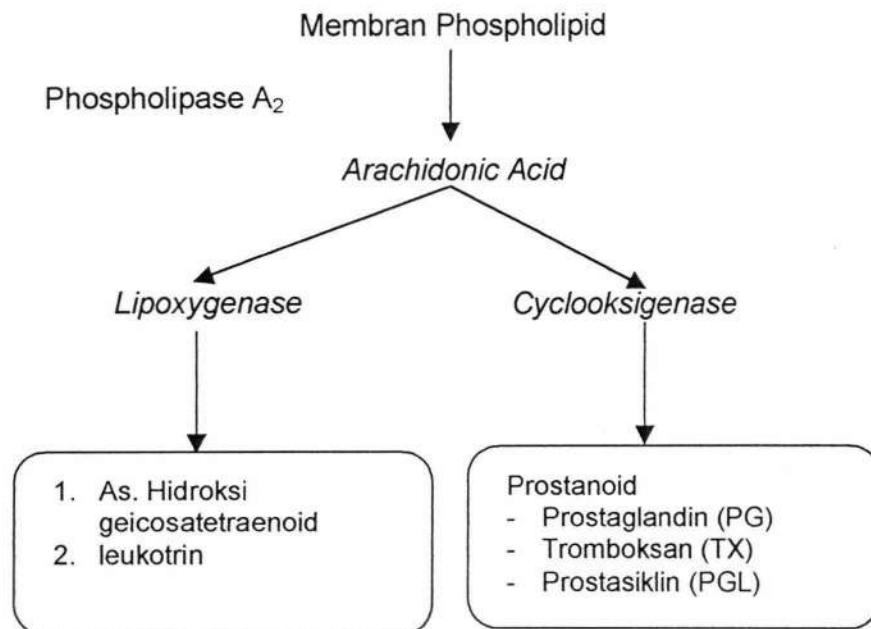 Membran Phospholipid
Phospholipase A₂
Arachidonic Acid
Lipoxygenase
Cyclooksigenase
1. As. Hidroksi
geicosatetraenoid
2. leukotrin
Prostanoid
- Prostaglandin (PG)
- Tromboksan (TX)
- Prostasiklin (PGL)